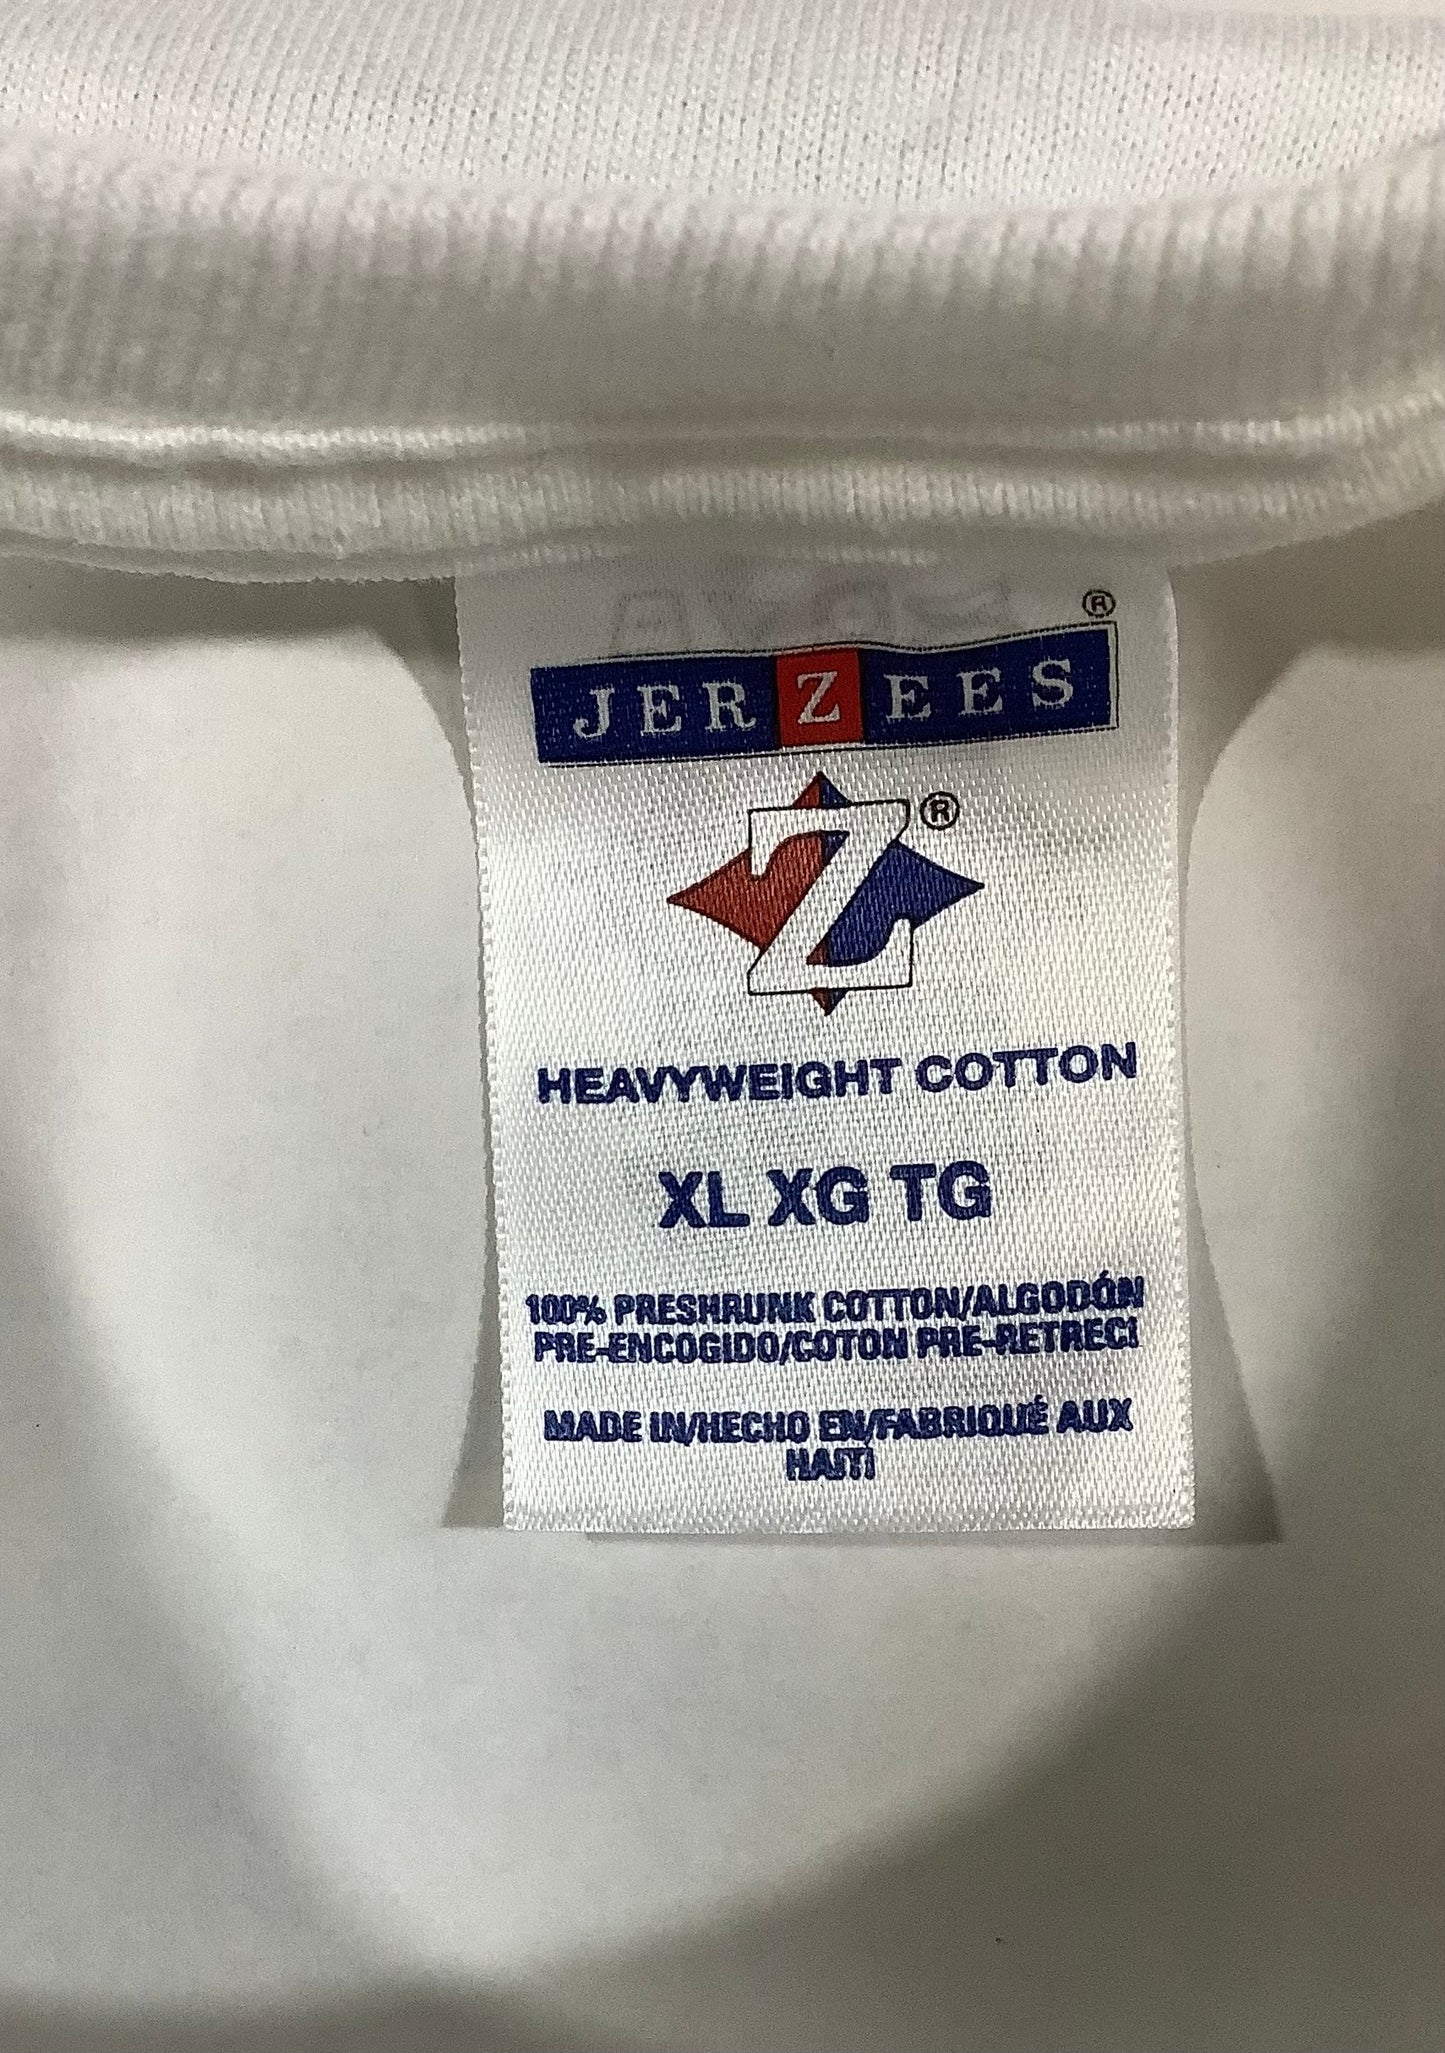 ®
JERZEES
Z®
HEAVYWEIGHT COTTON
XL XG TG
100% PRESHRUNK COTTON/ALGODÓN
PRE-ENCOGIDO/COTON PRE-RETRECI
MADE IN/HECHO EN/FABRIQUÉ AUX
HAITI